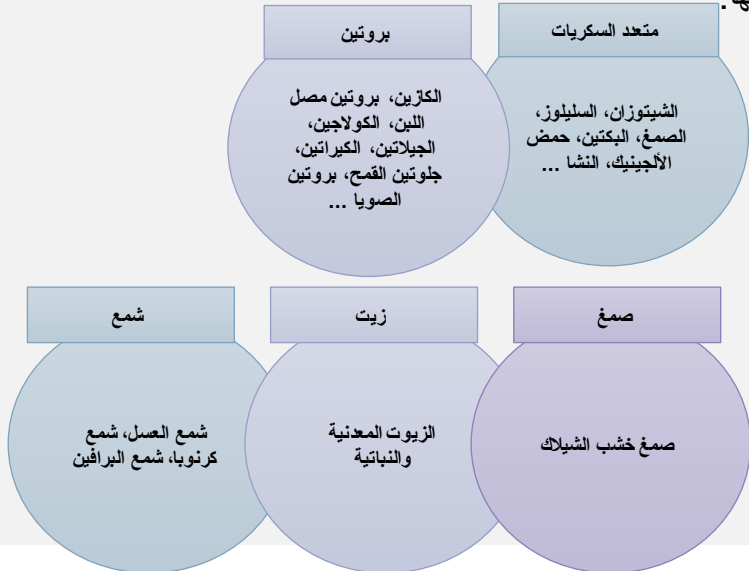 متعدد السكريات
الشيتوزان، السليلوز،
الصمغ، البكتين، حمض
الألجينيك، النشا ...
بروتين
الكازين، بروتين مصل
اللبن، الكولاجين،
الجيلاتين، الكيراتين،
جلوتين القمح، بروتين
الصويا ...
صمغ
صمغ خشب الشيلاك
زيت
الزيوت المعدنية
والنباتية
شمع
شمع العسل، شمع
كرنوبا، شمع البرافين